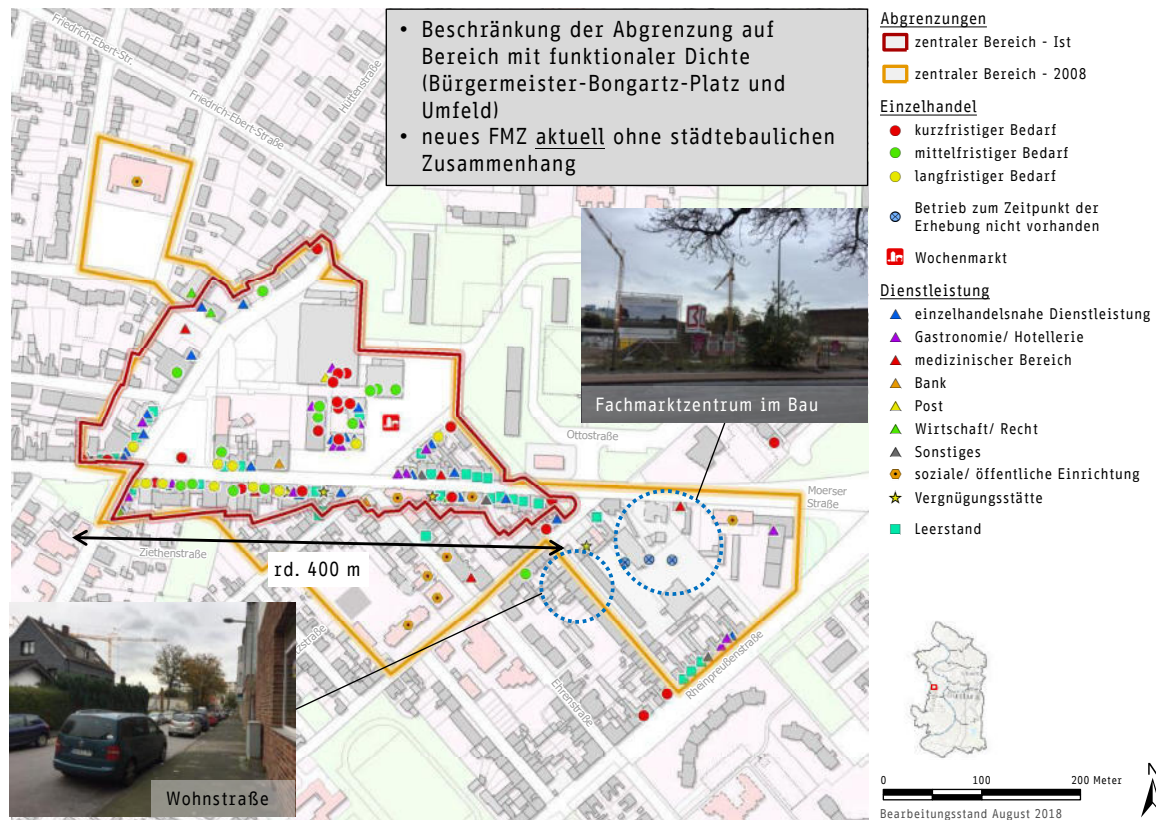 • Beschränkung der Abgrenzung auf
Bereich mit funktionaler Dichte
(Bürgermeister-Bongartz-Platz und
Umfeld)
• neues FMZ aktuell ohne städtebaulichen
Zusammenhang
Friedrich-Ebert-Str.
Friedrich-Ebert-Straße
Hüttenstraße
Fachmarktzentrum im Bau
Ottostraße
Moerser
Straße
Ziethenstraße
rd. 400 m
Ehrenstraße
Rheinpreußenstraße
Wohnstraße
Abgrenzungen
zentraler Bereich - Ist
zentraler Bereich - 2008
Einzelhandel
kurzfristiger Bedarf
mittelfristiger Bedarf
langfristiger Bedarf
Betrieb zum Zeitpunkt der
Erhebung nicht vorhanden
Wochenmarkt
Dienstleistung
einzelhandelsnahe Dienstleistung
Gastronomie/ Hotellerie
medizinischer Bereich
Bank
Post
Wirtschaft/ Recht
Sonstiges
soziale/ öffentliche Einrichtung
Vergnügungsstätte
Leerstand
0 100 200 Meter
N
Bearbeitungsstand August 2018